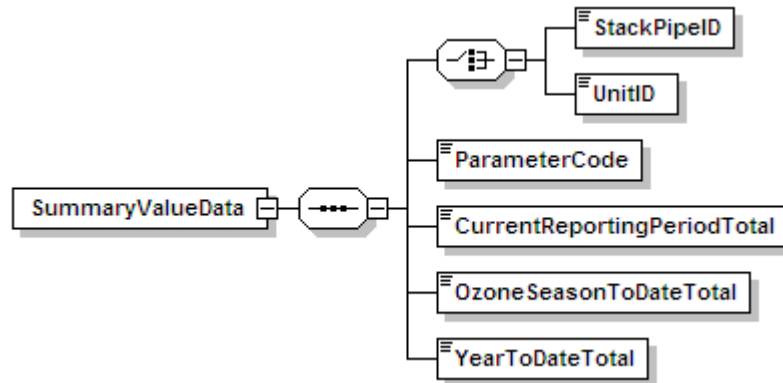 StackPipeID
UnitID
ParameterCode
SummaryValueData
CurrentReportingPeriodTotal
OzoneSeasonToDateTotal
YearToDateTotal